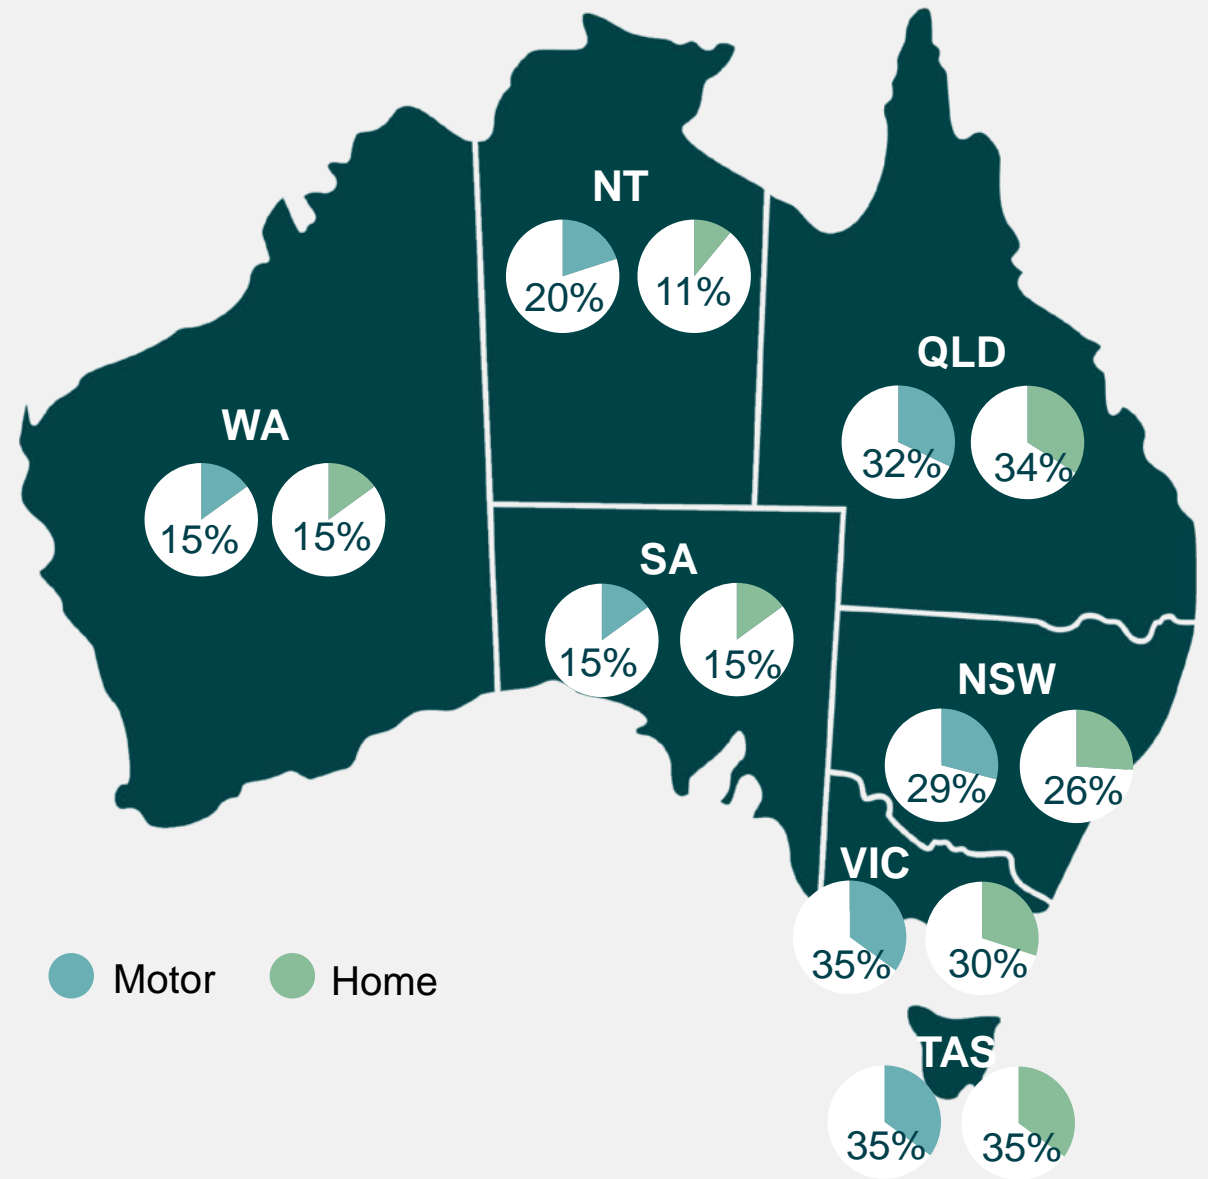 NT
20% 11%
QLD
32% 34%
WA
15% 15%
SA
15% 15%
NSW
29% 26%
VIC
35% 30%
Motor Home
TAS
35% 35%